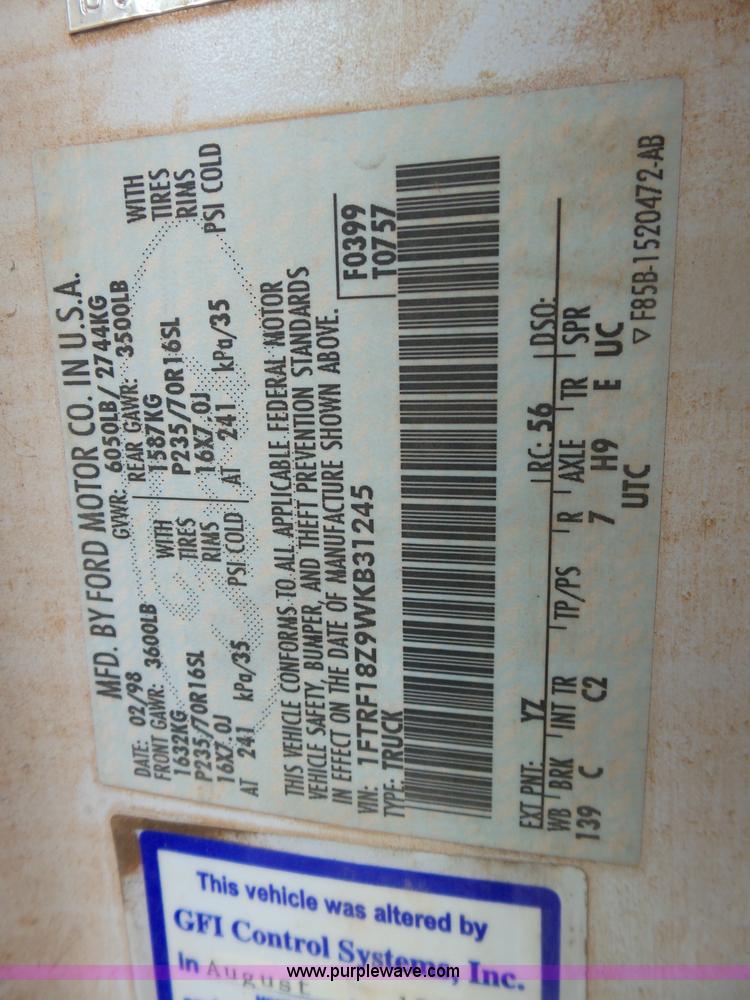 MFD. BY FORD MOTOR CO. IN U.S.A.
DATE: 02/98 GVWR: 6050LB/ 2744KG
FRONT GAWR: 3600LB REAR GAWR: 3500LB
1632KG WITH 1587KG WITH
P235/70R16SL TIRES P235/70R16SL TIRES
16X7.0J RIMS 16X7.0J RIMS
AT 241 kPa/35 PSI COLD AT 241 kPa/35 PSI COLD
THIS VEHICLE CONFORMS TO ALL APPLICABLE FEDERAL MOTOR
VEHICLE SAFETY, BUMPER, AND THEFT PREVENTION STANDARDS
IN EFFECT ON THE DATE OF MANUFACTURE SHOWN ABOVE.
VIN: 1FTRF18Z9WKB31245 F0399
TYPE: TRUCK T0757
EXT PNT: YZ RC: 56 DSO:
WB BRK INT TR TP/PS R AXLE TR SPR
139 C C2 7 H9 E UC
UTC
▽ F85B-1520472-AB
This vehicle was altered by
GFI Control Systems, Inc.
in August
www.purplewave.com